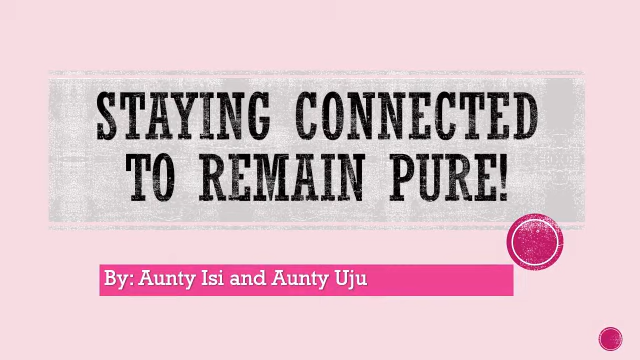 STAYING CONNECTED
TO REMAIN PURE!
By: Aunty Isi and Aunty Uju